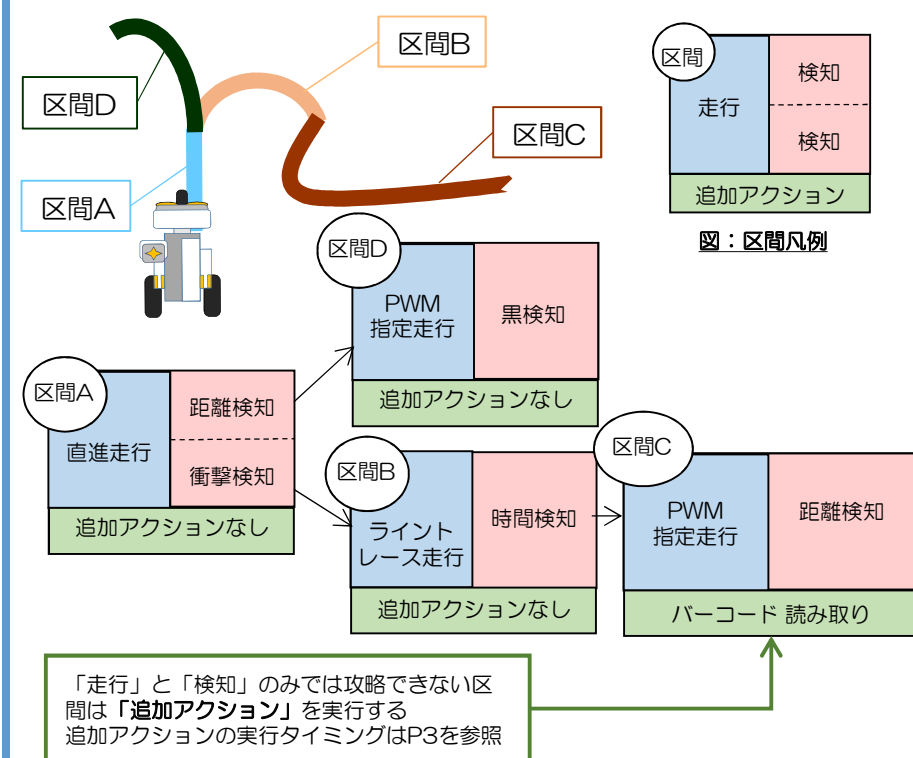 区間B
区間D
区間C
区間A
区間
走行
検知
検知
追加アクション
図：区間凡例
区間D
PWM
指定走行
黒検知
追加アクションなし
区間A
直進走行
距離検知
衝撃検知
追加アクションなし
区間B
ライント
レース走行
時間検知
追加アクションなし
区間C
PWM
指定走行
距離検知
バーコード 読み取り
「走行」と「検知」のみでは攻略できない区
間は「追加アクション」を実行する
追加アクションの実行タイミングはP3を参照